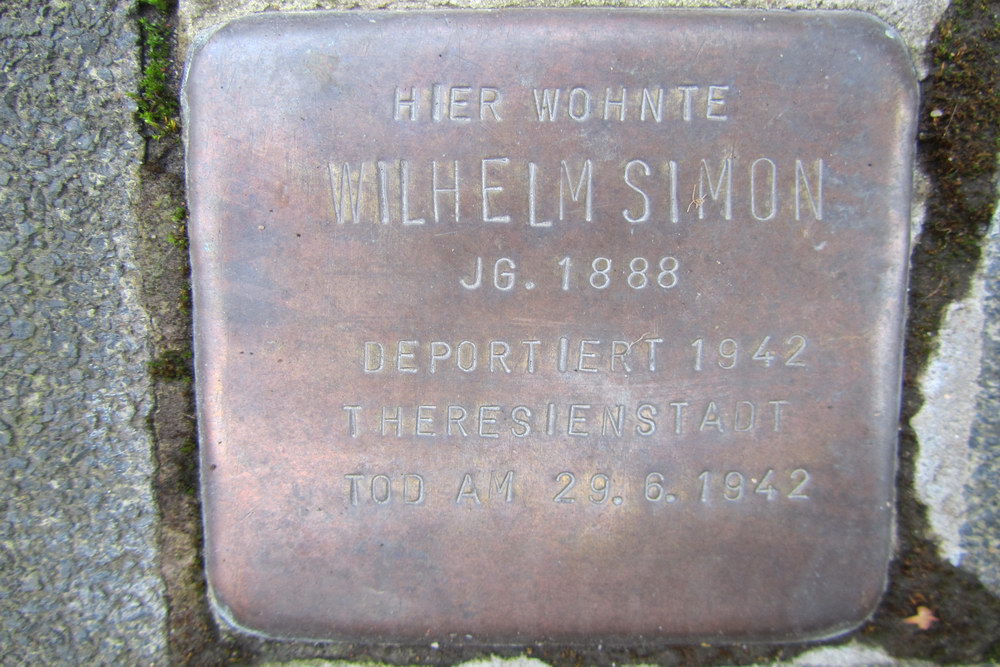 HIER WOHNTE
WILHELM SIMON
JG. 1888
DEPORTIERT 1942
THERESIENSTADT
TOD AM 29.6.1942